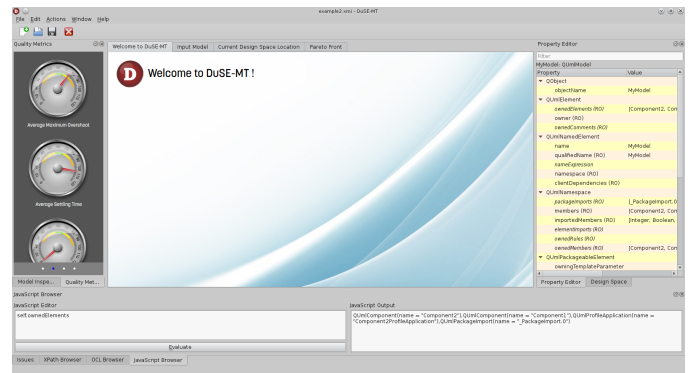 example2.xmi - DuSE-MT
File Edit Actions Window Help
Quality Metrics
Average Maximum Overshoot
Average Settling Time
Model Inspe... Quality Met...
Welcome to DuSE-MT Input Model Current Design Space Location Pareto Front
D Welcome to DuSE-MT !
Property Editor
Filter
MyModel: QUmlModel
Property Value
QObject
objectName MyModel
QUmlElement
ownedElements (RO) [Component2, Con
owner (RO)
ownedComments (RO)
QUmlNamedElement
name MyModel
qualifiedName (RO) MyModel
nameExpression
namespace (RO)
clientDependencies (RO)
QUmlNamespace
packageImports (RO) [_PackageImport.0
members (RO) [Component2, Con
importedMembers (RO) [Integer, Boolean,
elementImports (RO)
ownedRules (RO)
ownedMembers (RO) [Component2, Con
QUmlPackageableElement
owningTemplateParameter
Property Editor Design Space
JavaScript Browser
JavaScript Editor
self.ownedElements
Evaluate
JavaScript Output
QUmlComponent(name = "Component2"),QUmlComponent(name = "Component1"),QUmlProfileApplication(name =
"Component2ProfileApplication"),QUmlPackageImport(name = "_PackageImport.0")
Issues XPath Browser OCL Browser JavaScript Browser